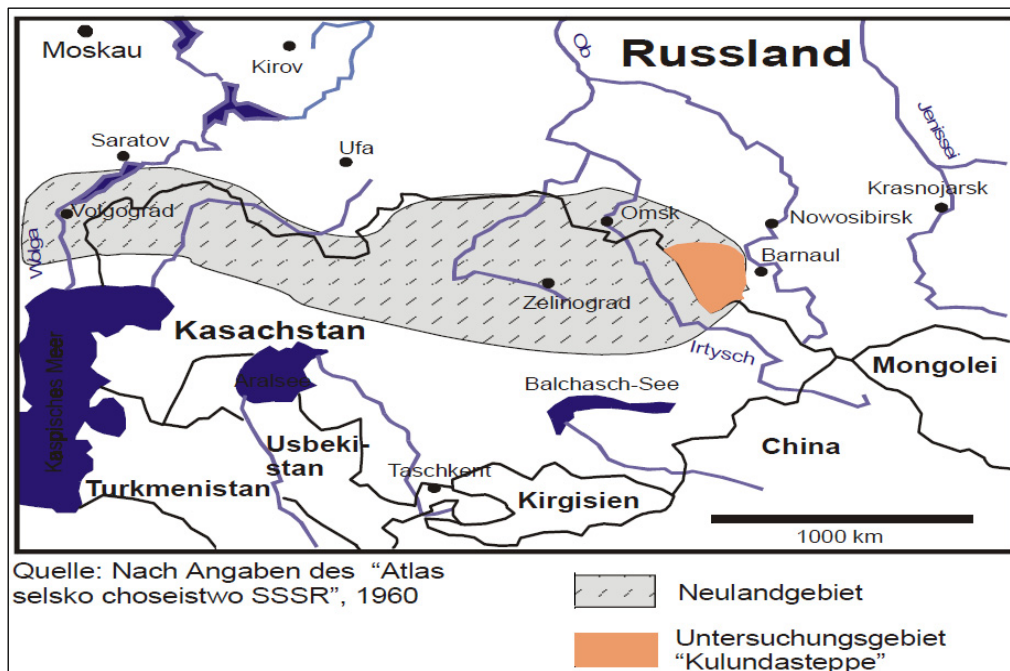 Moskau
Kirov
Ob
Russland
Jenissei
Saratov
Ufa
Krasnojarsk
Wolga
Volgograd
Omsk
Nowosibirsk
Barnaul
Zelinograd
Kasachstan
Irtysch
Mongolei
Kaspisches Meer
Aralsee
Balchasch-See
Usbeki-
stan
China
Taschkent
Turkmenistan
Kirgisien
1000 km
Quelle: Nach Angaben des “Atlas
selsko choseistwo SSSR”, 1960
Neulandgebiet
Untersuchungsgebiet
“Kulundasteppe”